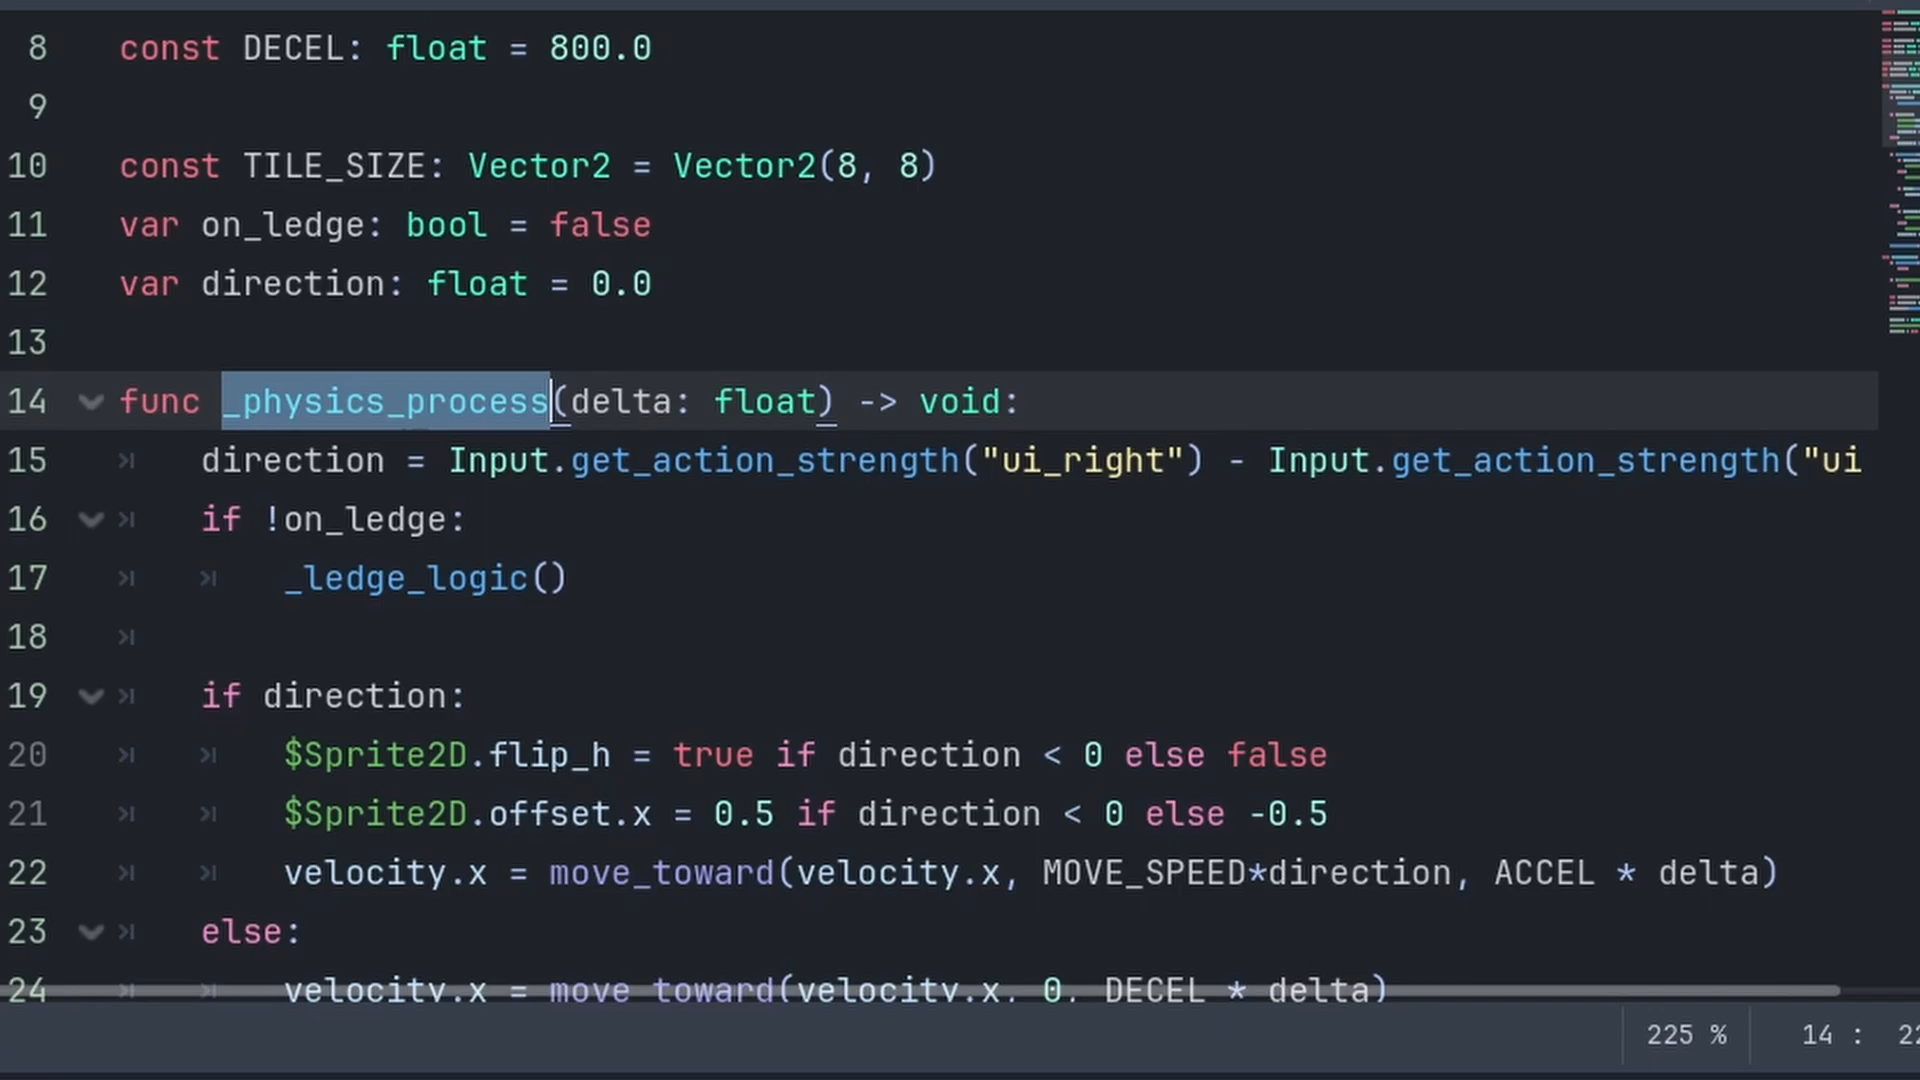 8 const DECEL: float = 800.0
9
10 const TILE_SIZE: Vector2 = Vector2(8, 8)
11 var on_ledge: bool = false
12 var direction: float = 0.0
13
14 func _physics_process(delta: float) -> void:
15 direction = Input.get_action_strength("ui_right") - Input.get_action_strength("ui
16 if !on_ledge:
17 _ledge_logic()
18
19 if direction:
20 $Sprite2D.flip_h = true if direction < 0 else false
21 $Sprite2D.offset.x = 0.5 if direction < 0 else -0.5
22 velocity.x = move_toward(velocity.x, MOVE_SPEED*direction, ACCEL * delta)
23 else:
24 velocity.x = move_toward(velocity.x, 0, DECEL * delta)
225 % 14 : 22